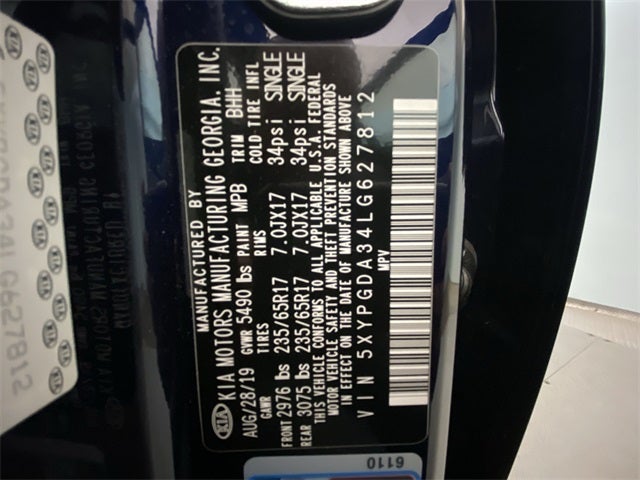 MANUFACTURED BY
KIA KIA MOTORS MANUFACTURING GEORGIA, INC.
AUG/28/19 GVWR 5490 lbs PAINT MPB TRIM BHH
GAWR TIRES RIMS COLD TIRE INFL
FRONT 2976 lbs 235/65R17 7.0JX17 34psi SINGLE
REAR 3075 lbs 235/65R17 7.0JX17 34psi SINGLE
THIS VEHICLE CONFORMS TO ALL APPLICABLE U.S.A. FEDERAL
MOTOR VEHICLE SAFETY AND THEFT PREVENTION STANDARDS
IN EFFECT ON THE DATE OF MANUFACTURE SHOWN ABOVE
VIN 5XYPGDA34LG627812
MPV
6110